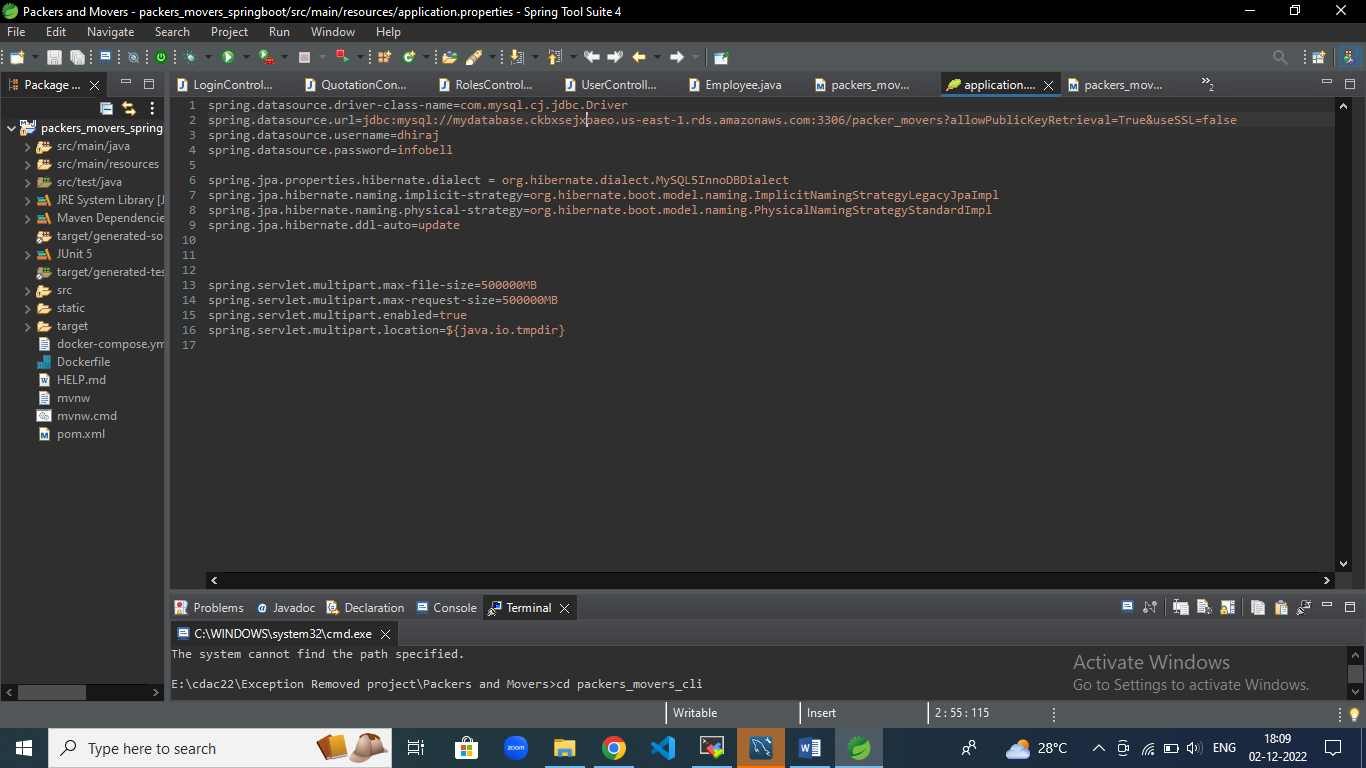 Packers and Movers - packers_movers_springboot/src/main/resources/application.properties - Spring Tool Suite 4
File Edit Navigate Search Project Run Window Help
Package ...
LoginControl... QuotationCon... RolesControl... UserControll... Employee.java packers_mov... application.... packers_mov... »2
packers_movers_spring
src/main/java
src/main/resources
src/test/java
JRE System Library [J
Maven Dependencie
target/generated-so
JUnit 5
target/generated-tes
src
static
target
docker-compose.ym
Dockerfile
HELP.md
mvnw
mvnw.cmd
pom.xml
1 spring.datasource.driver-class-name=com.mysql.cj.jdbc.Driver
2 spring.datasource.url=jdbc:mysql://mydatabase.ckbxsejxpaeo.us-east-1.rds.amazonaws.com:3306/packer_movers?allowPublicKeyRetrieval=True&useSSL=false
3 spring.datasource.username=dhiraj
4 spring.datasource.password=infobell
5
6 spring.jpa.properties.hibernate.dialect = org.hibernate.dialect.MySQL5InnoDBDialect
7 spring.jpa.hibernate.naming.implicit-strategy=org.hibernate.boot.model.naming.ImplicitNamingStrategyLegacyJpaImpl
8 spring.jpa.hibernate.naming.physical-strategy=org.hibernate.boot.model.naming.PhysicalNamingStrategyStandardImpl
9 spring.jpa.hibernate.ddl-auto=update
10
11
12
13 spring.servlet.multipart.max-file-size=500000MB
14 spring.servlet.multipart.max-request-size=500000MB
15 spring.servlet.multipart.enabled=true
16 spring.servlet.multipart.location=${java.io.tmpdir}
17
Problems Javadoc Declaration Console Terminal
C:\WINDOWS\system32\cmd.exe
The system cannot find the path specified.
E:\cdac22\Exception Removed project\Packers and Movers>cd packers_movers_cli
Activate Windows
Go to Settings to activate Windows.
Writable Insert 2 : 55 : 115
Type here to search
zoom
28°C ENG 18:09
02-12-2022